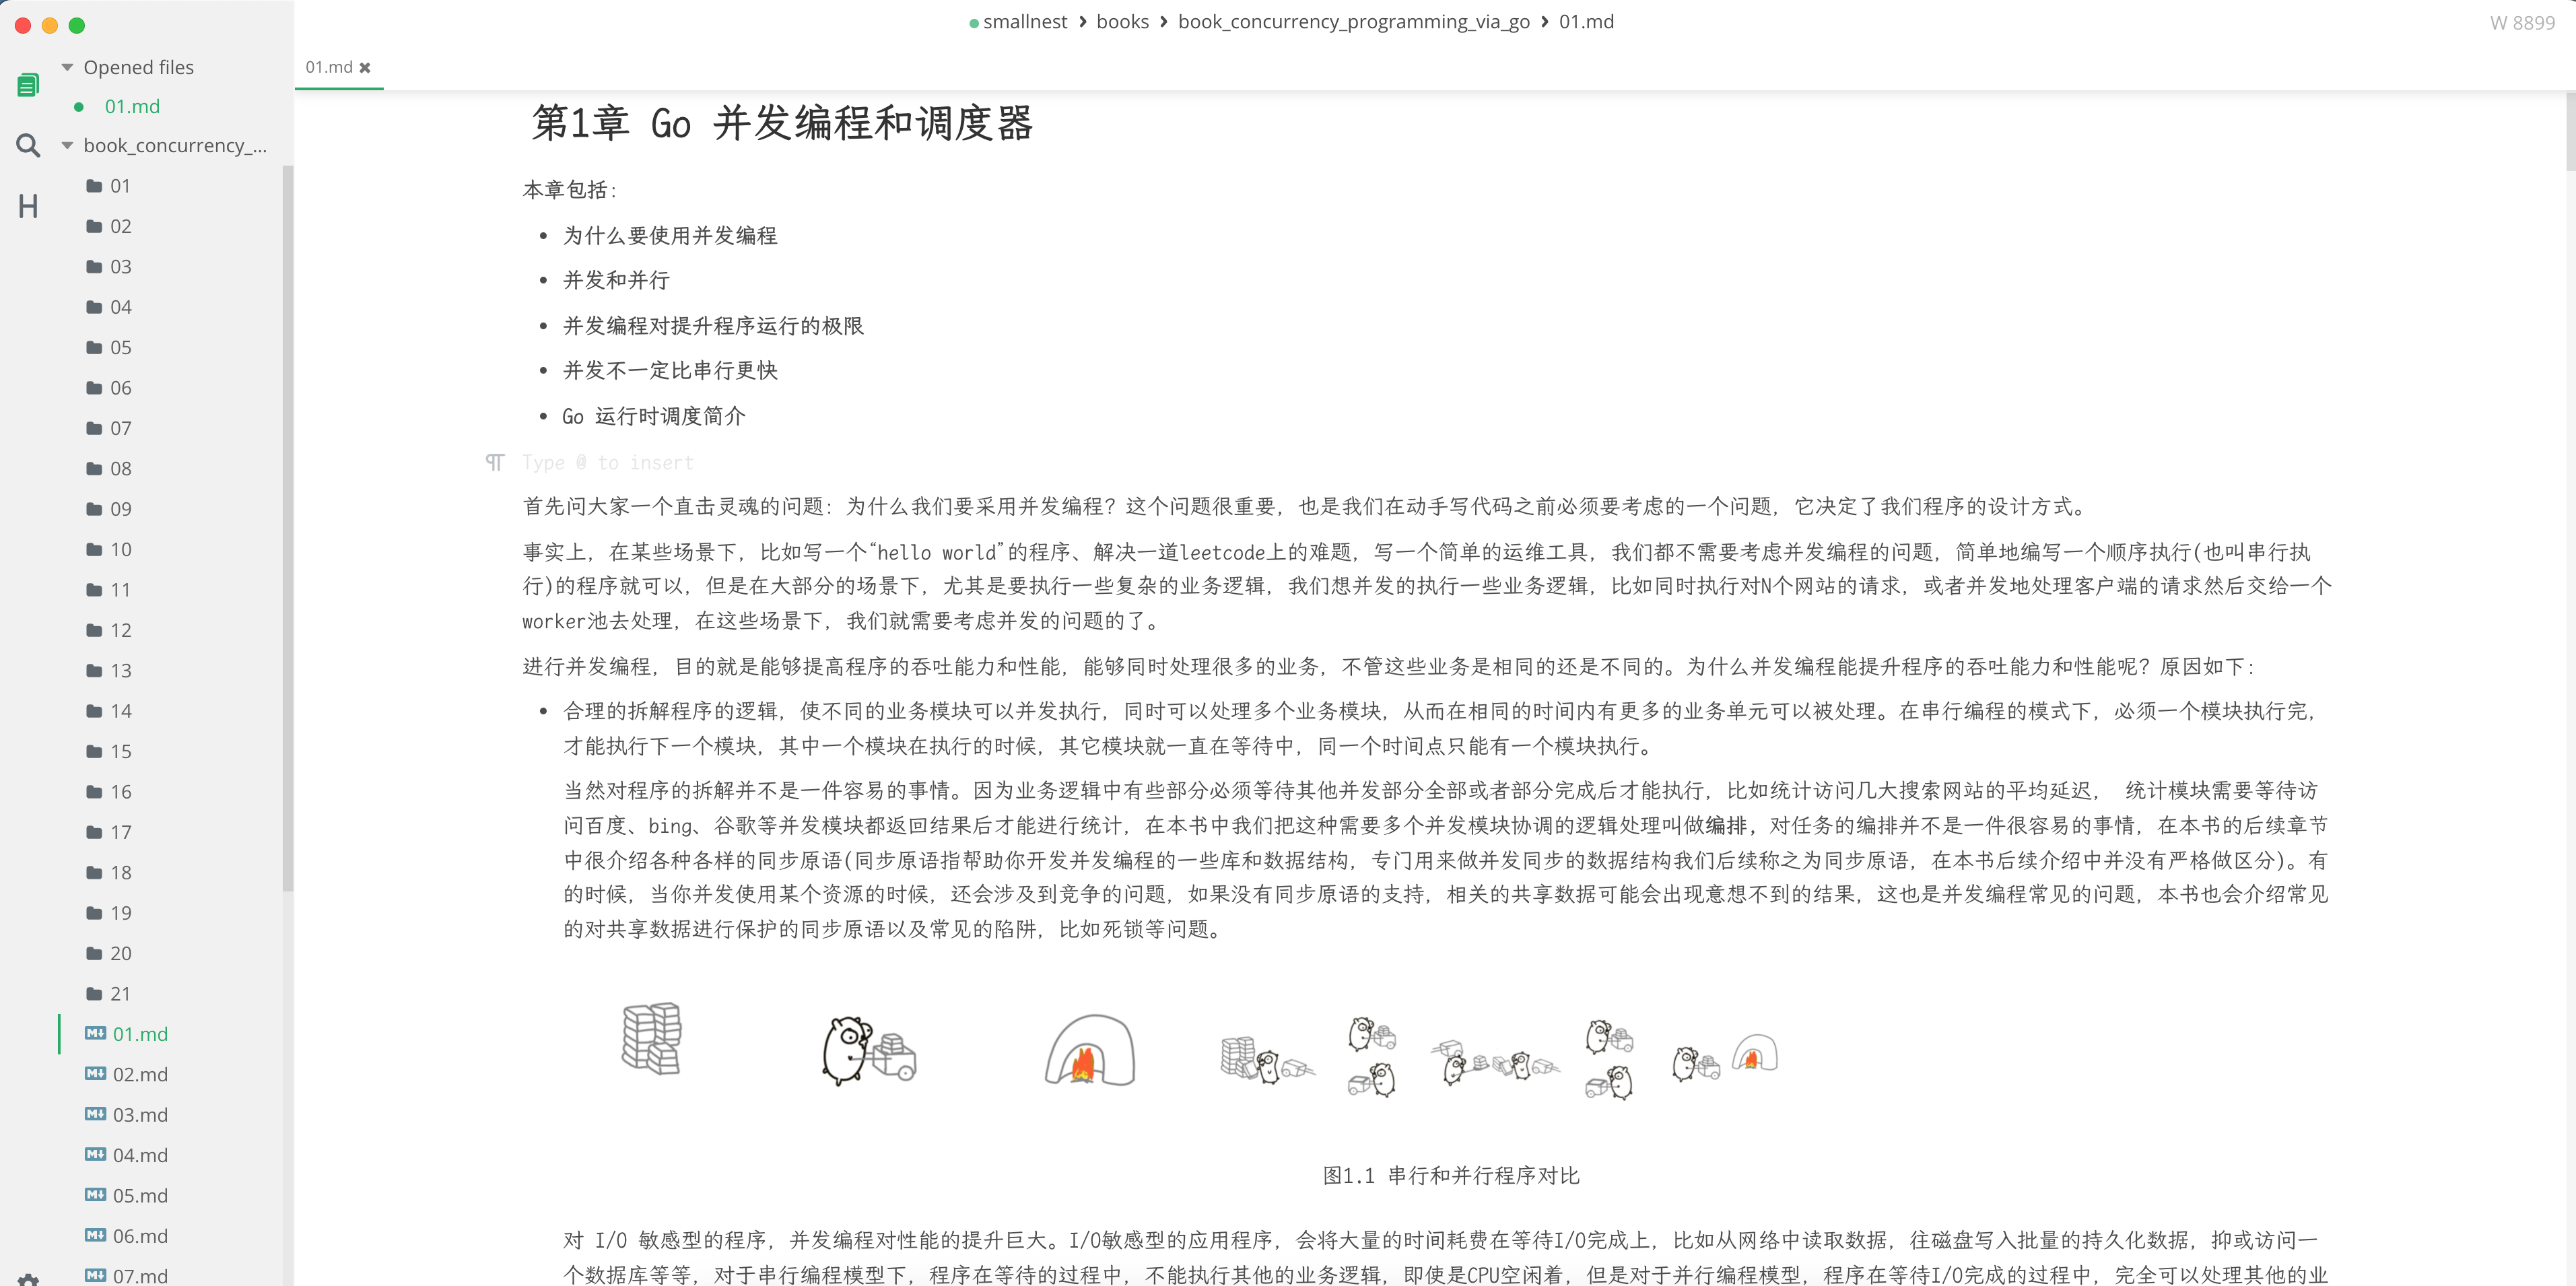 smallnest > books > book_concurrency_programming_via_go > 01.md
W 8899
Opened files
01.md
book_concurrency_...
01
02
03
04
05
06
07
08
09
10
11
12
13
14
15
16
17
18
19
20
21
01.md
02.md
03.md
04.md
05.md
06.md
07.md
H
01.md
第1章 Go 并发编程和调度器
本章包括:
• 为什么要使用并发编程
• 并发和并行
• 并发编程对提升程序运行的极限
• 并发不一定比串行更快
• Go 运行时调度简介
Type @ to insert
首先问大家一个直击灵魂的问题: 为什么我们要采用并发编程? 这个问题很重要, 也是我们在动手写代码之前必须要考虑的一个问题, 它决定了我们程序的设计方式。
事实上, 在某些场景下, 比如写一个“hello world”的程序、解决一道leetcode上的难题, 写一个简单的运维工具, 我们都不需要考虑并发编程的问题, 简单地编写一个顺序执行(也叫串行执
行)的程序就可以, 但是在大部分的场景下, 尤其是要执行一些复杂的业务逻辑, 我们想并发的执行一些业务逻辑, 比如同时执行对N个网站的请求, 或者并发地处理客户端的请求然后交给一个
worker池去处理, 在这些场景下, 我们就需要考虑并发的问题的了。
进行并发编程, 目的就是能够提高程序的吞吐能力和性能, 能够同时处理很多的业务, 不管这些业务是相同的还是不同的。为什么并发编程能提升程序的吞吐能力和性能呢? 原因如下:
• 合理的拆解程序的逻辑, 使不同的业务模块可以并发执行, 同时可以处理多个业务模块, 从而在相同的时间内有更多的业务单元可以被处理。在串行编程的模式下, 必须一个模块执行完,
才能执行下一个模块, 其中一个模块在执行的时候, 其它模块就一直在等待中, 同一个时间点只能有一个模块执行。
当然对程序的拆解并不是一件容易的事情。因为业务逻辑中有些部分必须等待其他并发部分全部或者部分完成后才能执行, 比如统计访问几大搜索网站的平均延迟, 统计模块需要等待访
问百度、bing、谷歌等并发模块都返回结果后才能进行统计, 在本书中我们把这种需要多个并发模块协调的逻辑处理叫做编排, 对任务的编排并不是一件很容易的事情, 在本书的后续章节
中很介绍各种各样的同步原语(同步原语指帮助你开发并发编程的一些库和数据结构, 专门用来做并发同步的数据结构我们后续称之为同步原语, 在本书后续介绍中并没有严格做区分)。有
的时候, 当你并发使用某个资源的时候, 还会涉及到竞争的问题, 如果没有同步原语的支持, 相关的共享数据可能会出现意想不到的结果, 这也是并发编程常见的问题, 本书也会介绍常见
的对共享数据进行保护的同步原语以及常见的陷阱, 比如死锁等问题。
图1.1 串行和并行程序对比
对 I/O 敏感型的程序, 并发编程对性能的提升巨大。I/O敏感型的应用程序, 会将大量的时间耗费在等待I/O完成上, 比如从网络中读取数据, 往磁盘写入批量的持久化数据, 抑或访问一
个数据库等等, 对于串行编程模型下, 程序在等待的过程中, 不能执行其他的业务逻辑, 即使是CPU空闲着, 但是对于并行编程模型, 程序在等待I/O完成的过程中, 完全可以处理其他的业